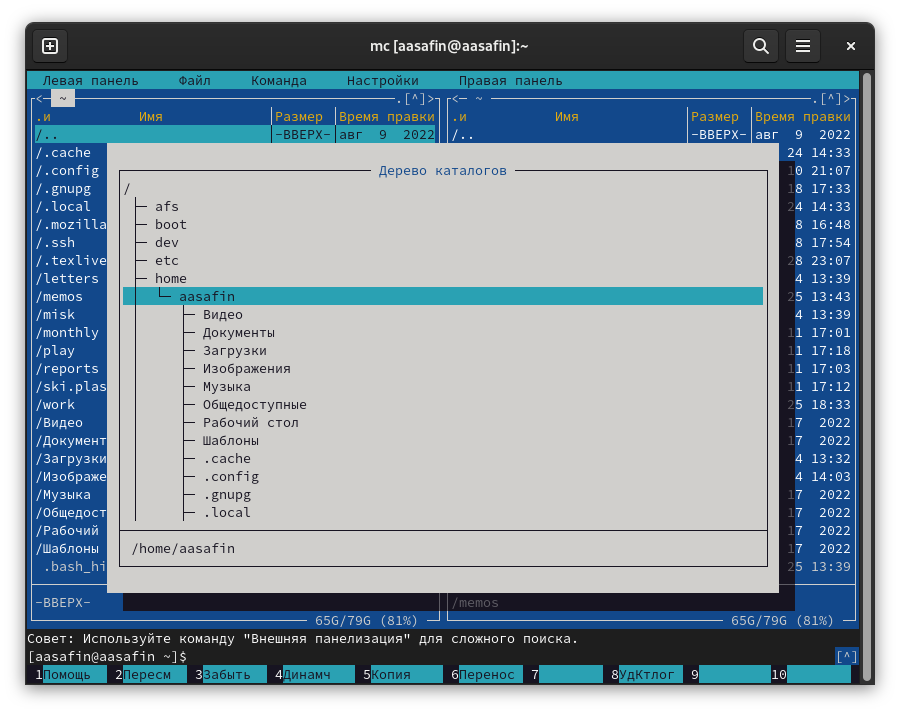 mc [aasafin@aasafin]:~
Левая панель Файл Команда Настройки Правая панель
<─ ~ .[^]> <─ ~ .[^]>
.и Имя Размер Время правки .и Имя Размер Время правки
/.. -ВВЕРХ- авг 9 2022 /.. -ВВЕРХ- авг 9 2022
/.cache 24 14:33
/.config Дерево каталогов 10 21:07
/.gnupg / 18 17:33
/.local afs 24 14:33
/.mozilla boot 8 16:48
/.ssh dev 8 17:54
/.texlive etc 28 23:07
/letters home 4 13:39
/memos aasafin 25 13:43
/misk Видео 4 13:39
/monthly Документы 11 17:01
/play Загрузки 11 17:18
/reports Изображения 11 17:03
/ski.plas Музыка 11 17:12
/work Общедоступные 25 18:33
/Видео Рабочий стол 17 2022
/Документ Шаблоны 17 2022
/Загрузки .cache 4 13:32
/Изображе .config 4 14:03
/Музыка .gnupg 17 2022
/Общедост .local 17 2022
/Рабочий 17 2022
/Шаблоны /home/aasafin 17 2022
.bash_hi 25 13:39
-ВВЕРХ- /memos
65G/79G (81%) 65G/79G (81%)
Совет: Используйте команду "Внешняя панелизация" для сложного поиска.
[aasafin@aasafin ~]$ [^]
1Помощь 2Пересм 3Забыть 4Динамч 5Копия 6Перенос 7 8УдКтлог 9 10